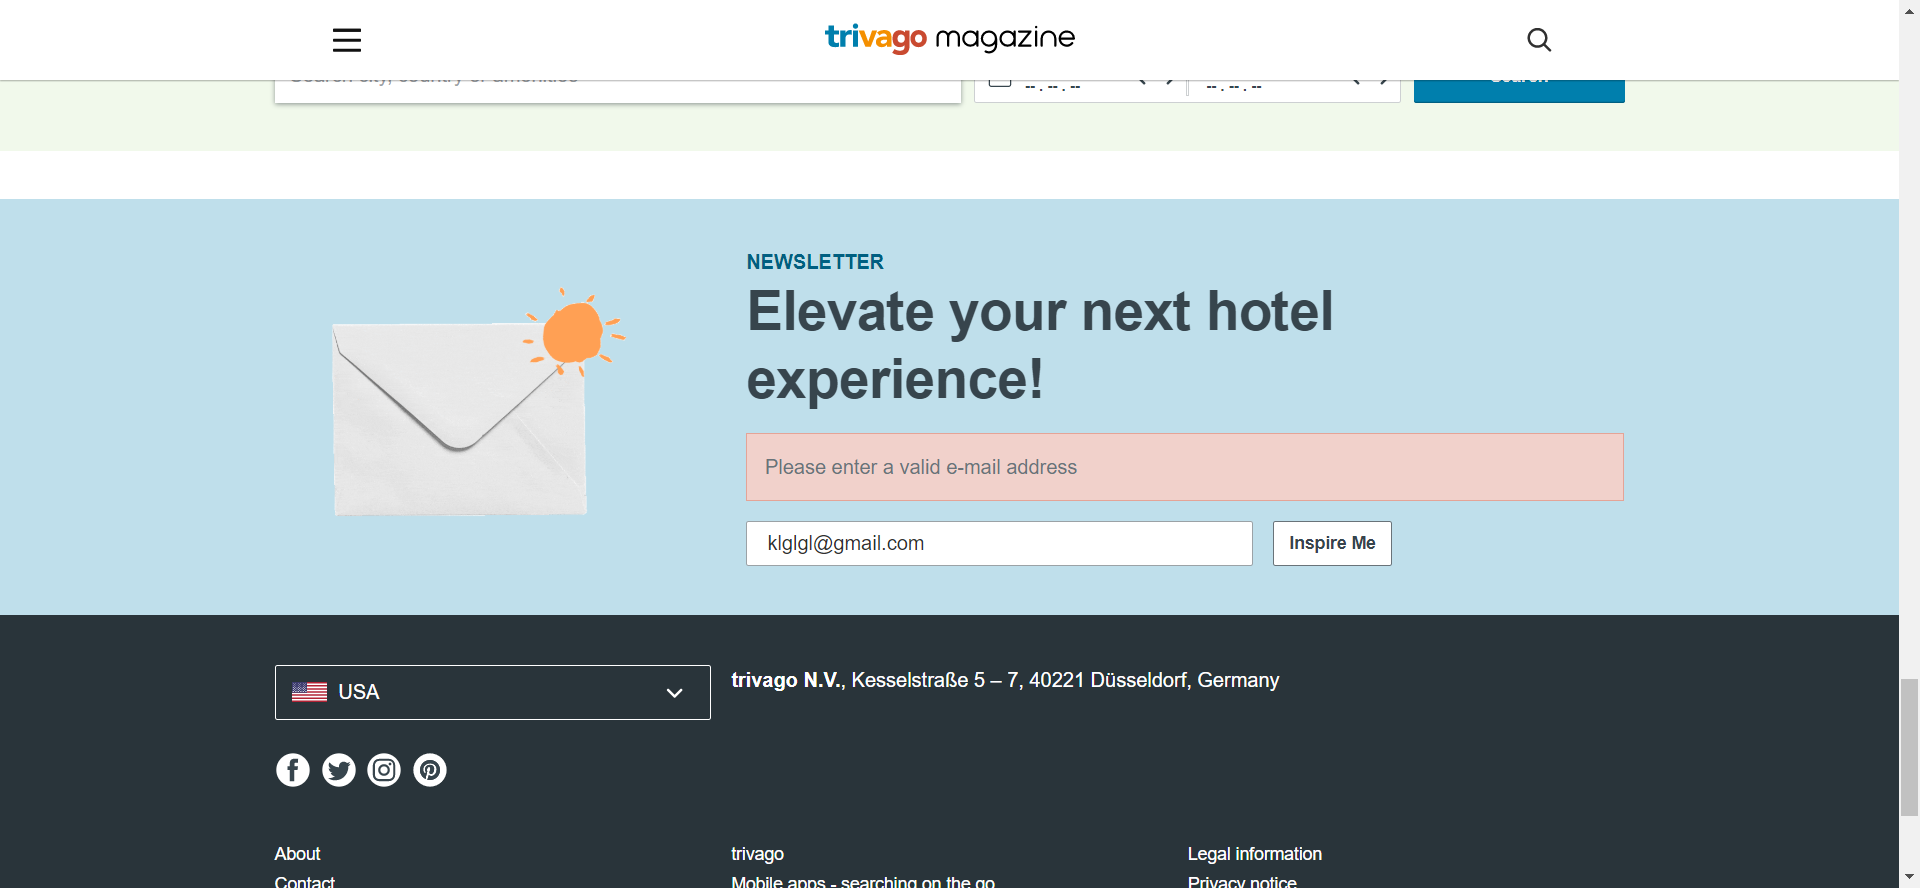 trivago magazine
Search city, country or amenities
-- . -- . --
-- . -- . --
Search
NEWSLETTER
Elevate your next hotel
experience!
Please enter a valid e-mail address
klglgl@gmail.com
Inspire Me
USA
trivago N.V., Kesselstraße 5 – 7, 40221 Düsseldorf, Germany
About
trivago
Legal information
Contact
Mobile apps - searching on the go
Privacy notice